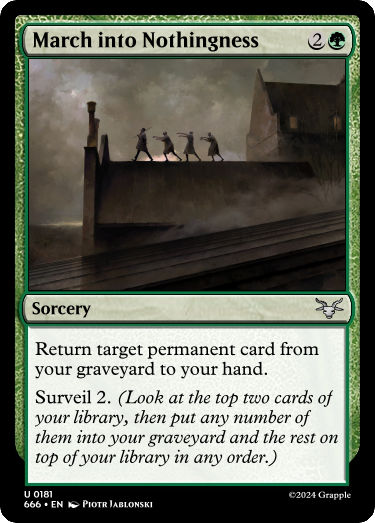 March into Nothingness 2
Sorcery
Return target permanent card from
your graveyard to your hand.
Surveil 2. (Look at the top two cards of
your library, then put any number of
them into your graveyard and the rest on
top of your library in any order.)
U 0181
666 • EN Piotr Jablonski
©2024 Grapple